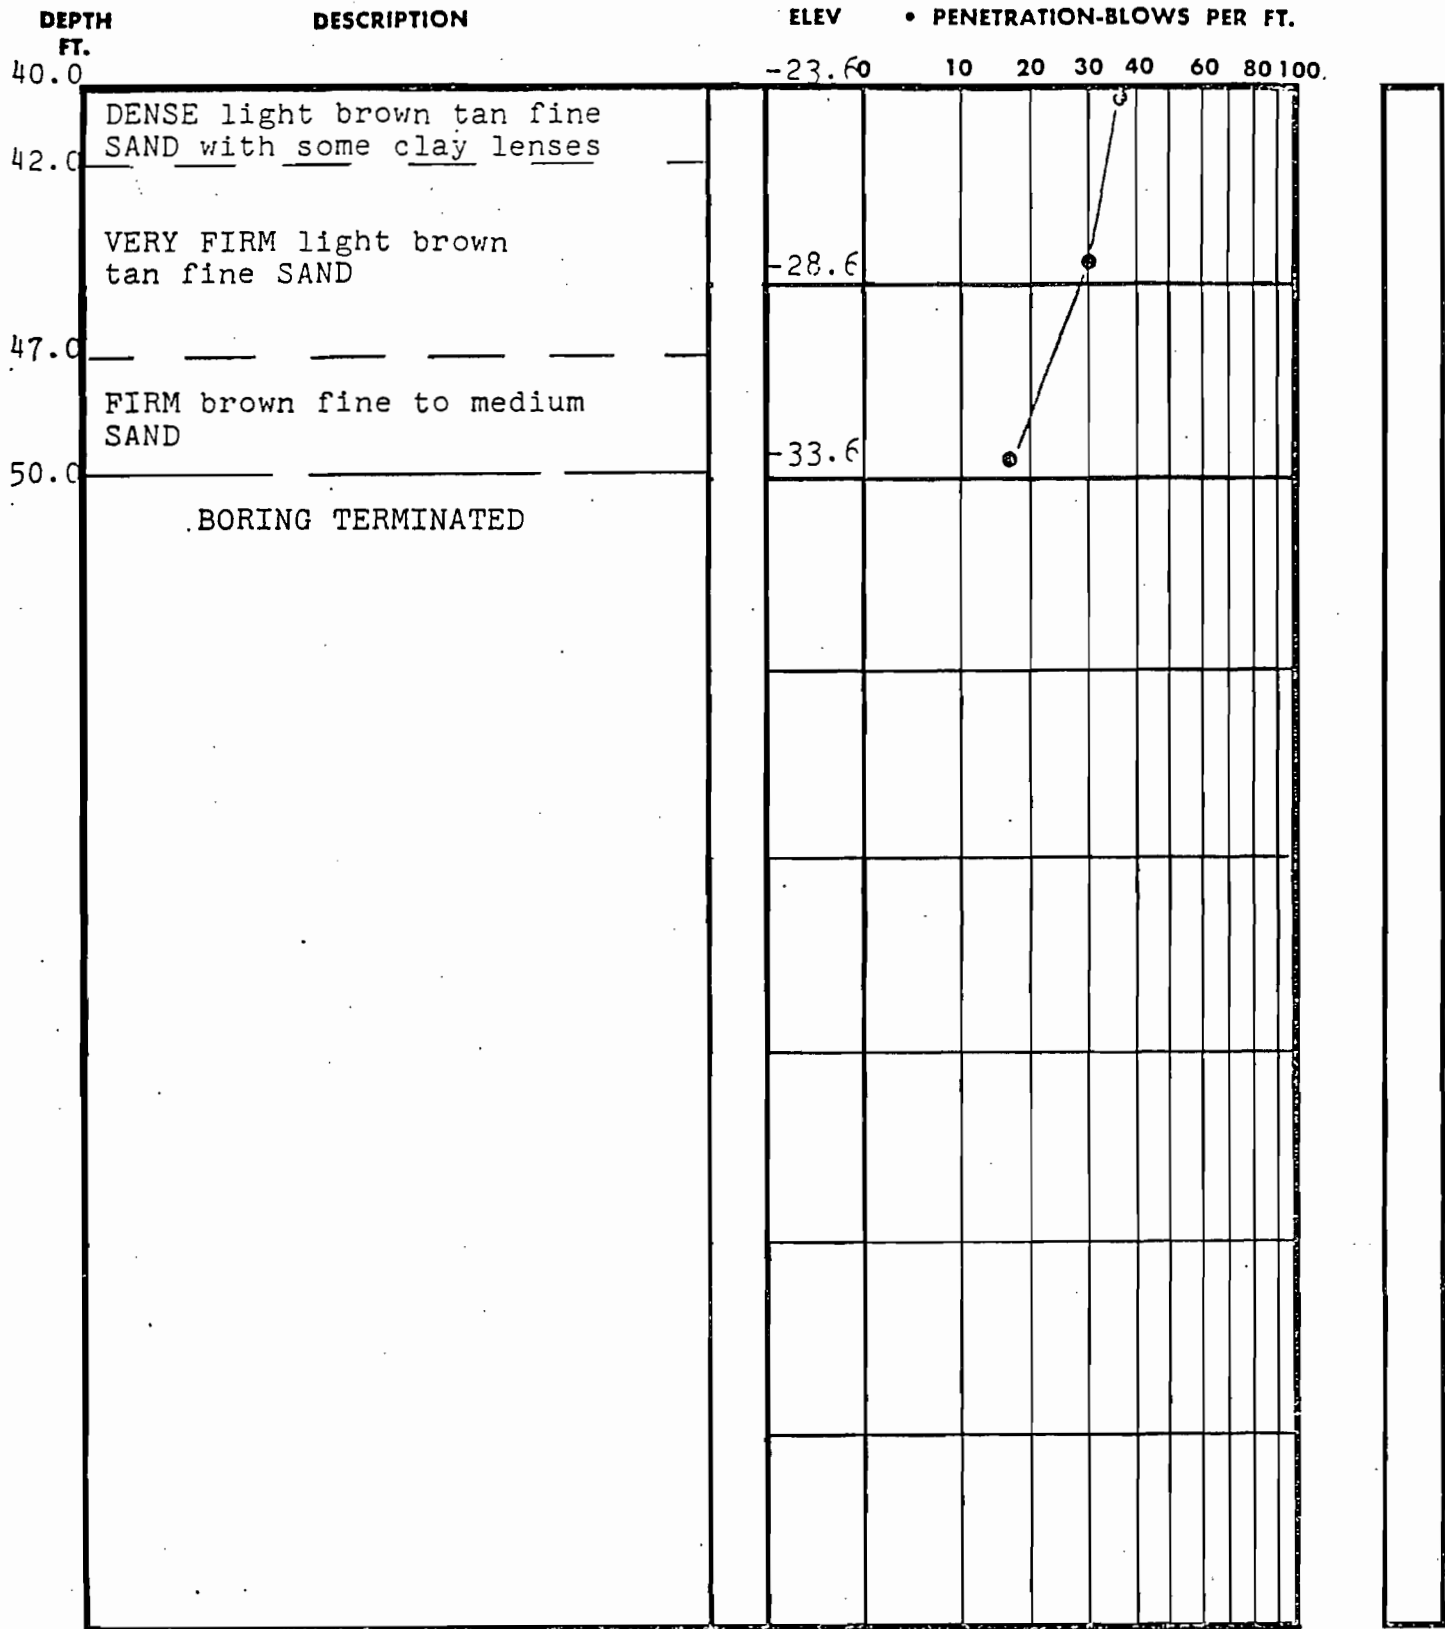 DEPTH FT. DESCRIPTION ELEV • PENETRATION-BLOWS PER FT.
40.0 -23.6 0 10 20 30 40 60 80 100.
DENSE light brown tan fine
SAND with some clay lenses
42.0
VERY FIRM light brown
tan fine SAND
-28.6
47.0
FIRM brown fine to medium
SAND
-33.6
50.0
BORING TERMINATED